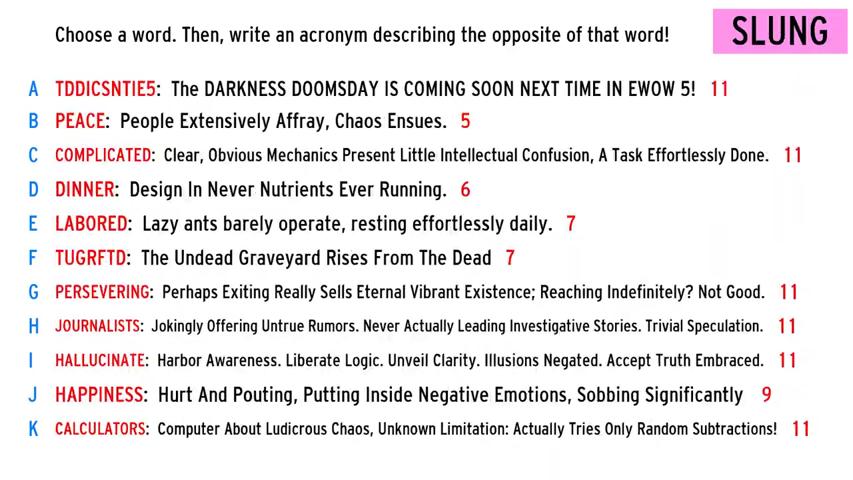 Choose a word. Then, write an acronym describing the opposite of that word!
SLUNG
A TDDICSNTIE5: The DARKNESS DOOMSDAY IS COMING SOON NEXT TIME IN EWOW 5! 11
B PEACE: People Extensively Affray, Chaos Ensues. 5
C COMPLICATED: Clear, Obvious Mechanics Present Little Intellectual Confusion, A Task Effortlessly Done. 11
D DINNER: Design In Never Nutrients Ever Running. 6
E LABORED: Lazy ants barely operate, resting effortlessly daily. 7
F TUGRFTD: The Undead Graveyard Rises From The Dead 7
G PERSEVERING: Perhaps Exiting Really Sells Eternal Vibrant Existence; Reaching Indefinitely? Not Good. 11
H JOURNALISTS: Jokingly Offering Untrue Rumors. Never Actually Leading Investigative Stories. Trivial Speculation. 11
I HALLUCINATE: Harbor Awareness. Liberate Logic. Unveil Clarity. Illusions Negated. Accept Truth Embraced. 11
J HAPPINESS: Hurt And Pouting, Putting Inside Negative Emotions, Sobbing Significantly 9
K CALCULATORS: Computer About Ludicrous Chaos, Unknown Limitation: Actually Tries Only Random Subtractions! 11